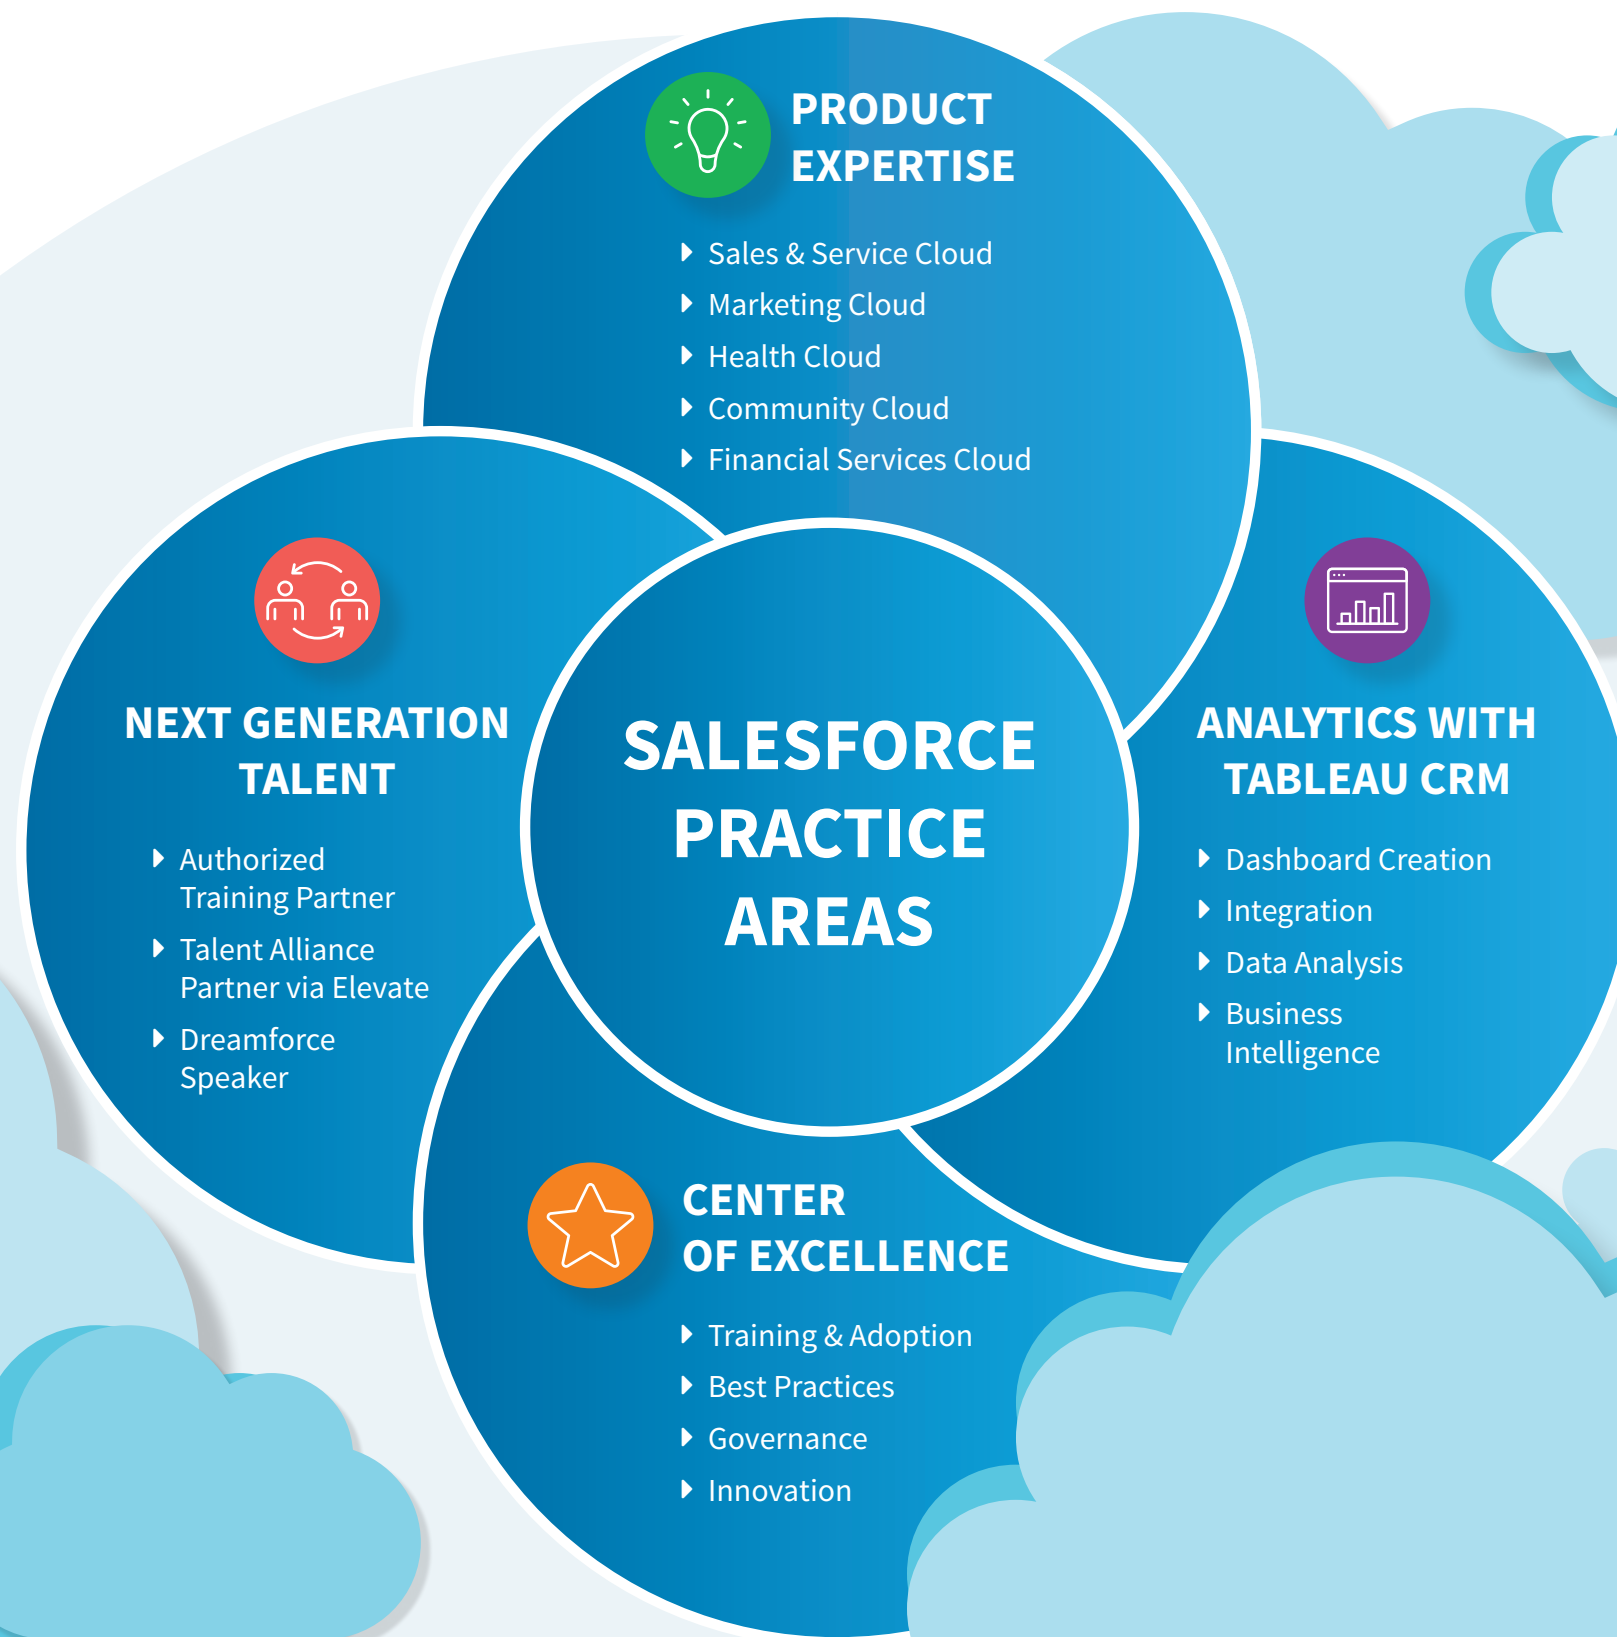 PRODUCT
EXPERTISE
Sales & Service Cloud
Marketing Cloud
Health Cloud
Community Cloud
Financial Services Cloud
NEXT GENERATION
TALENT
Authorized
Training Partner
Talent Alliance
Partner via Elevate
Dreamforce
Speaker
SALESFORCE
PRACTICE
AREAS
ANALYTICS WITH
TABLEAU CRM
Dashboard Creation
Integration
Data Analysis
Business
Intelligence
CENTER
OF EXCELLENCE
Training & Adoption
Best Practices
Governance
Innovation